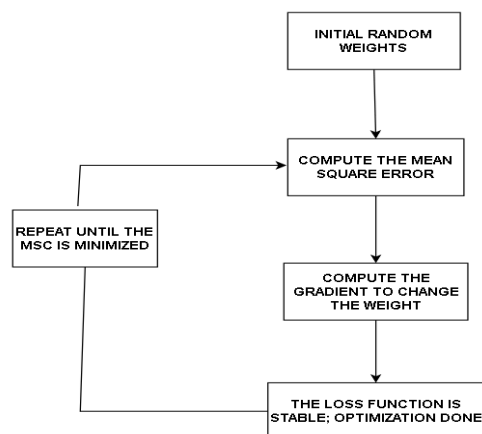 INITIAL RANDOM
WEIGHTS
COMPUTE THE MEAN
SQUARE ERROR
REPEAT UNTIL THE
MSC IS MINIMIZED
COMPUTE THE
GRADIENT TO CHANGE
THE WEIGHT
THE LOSS FUNCTION IS
STABLE; OPTIMIZATION DONE